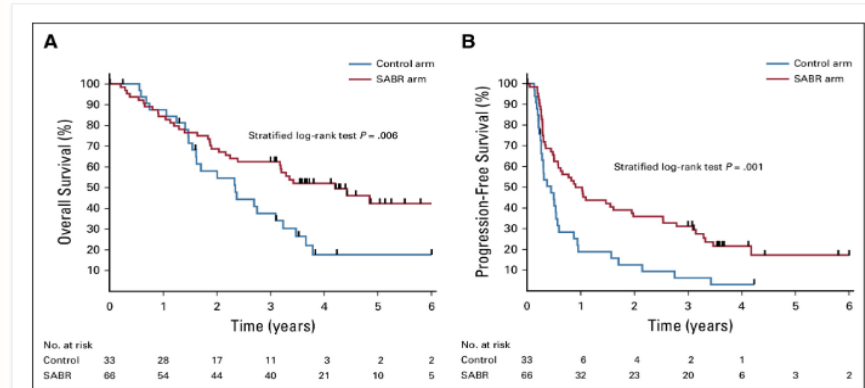 A
Control arm
SABR arm
Overall Survival (%)
100
90
80
70
60
50
40
30
20
10
Stratified log-rank test P = .006
0 1 2 3 4 5 6
Time (years)
No. at risk
Control 33 28 17 11 3 2 2
SABR 66 54 44 40 21 10 5
B
Control arm
SABR arm
Progression-Free Survival (%)
100
90
80
70
60
50
40
30
20
10
Stratified log-rank test P = .001
0 1 2 3 4 5 6
Time (years)
No. at risk
Control 33 6 4 2 1
SABR 66 32 23 20 6 3 2